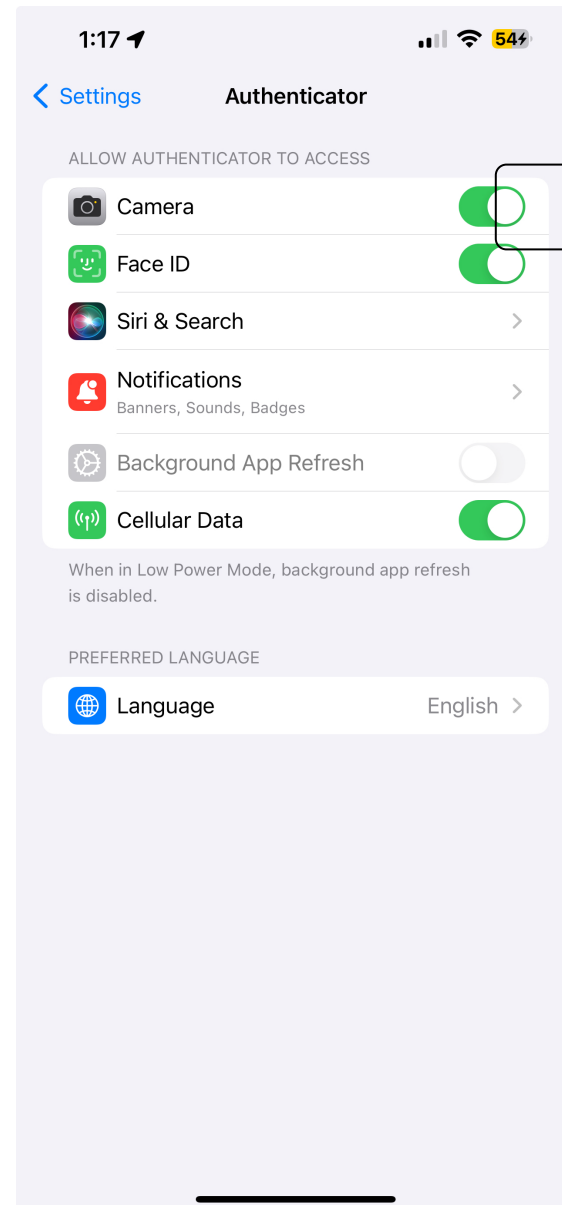 1:17
54
Settings
Authenticator
ALLOW AUTHENTICATOR TO ACCESS
Camera
Face ID
Siri & Search
Notifications
Banners, Sounds, Badges
Background App Refresh
Cellular Data
When in Low Power Mode, background app refresh
is disabled.
PREFERRED LANGUAGE
Language
English